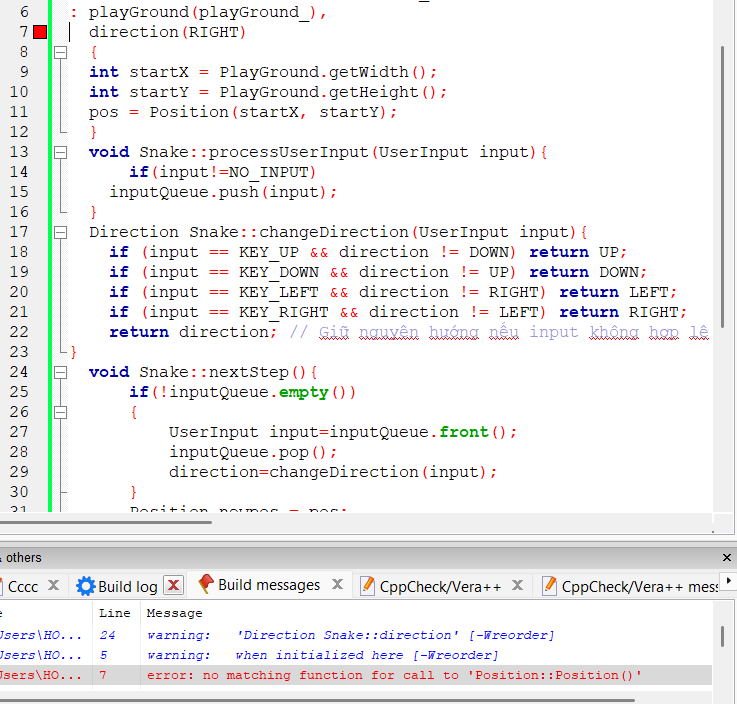 6 : playGround(playGround_),
7 direction(RIGHT)
8 {
9 int startX = PlayGround.getWidth();
10 int startY = PlayGround.getHeight();
11 pos = Position(startX, startY);
12 }
13 void Snake::processUserInput(UserInput input){
14 if(input!=NO_INPUT)
15 inputQueue.push(input);
16 }
17 Direction Snake::changeDirection(UserInput input){
18 if (input == KEY_UP && direction != DOWN) return UP;
19 if (input == KEY_DOWN && direction != UP) return DOWN;
20 if (input == KEY_LEFT && direction != RIGHT) return LEFT;
21 if (input == KEY_RIGHT && direction != LEFT) return RIGHT;
22 return direction; // Giữ nguyên hướng nếu input không hợp lệ
23 }
24 void Snake::nextStep(){
25 if(!inputQueue.empty())
26 {
27 UserInput input=inputQueue.front();
28 inputQueue.pop();
29 direction=changeDirection(input);
30 }
31 Position newpos = pos;
& others
Cccc X Build log X Build messages X CppCheck/Vera++ X CppCheck/Vera++ mess
e Line Message
Jsers\HO... 24 warning: 'Direction Snake::direction' [-Wreorder]
Jsers\HO... 5 warning: when initialized here [-Wreorder]
Jsers\HO... 7 error: no matching function for call to 'Position::Position()'